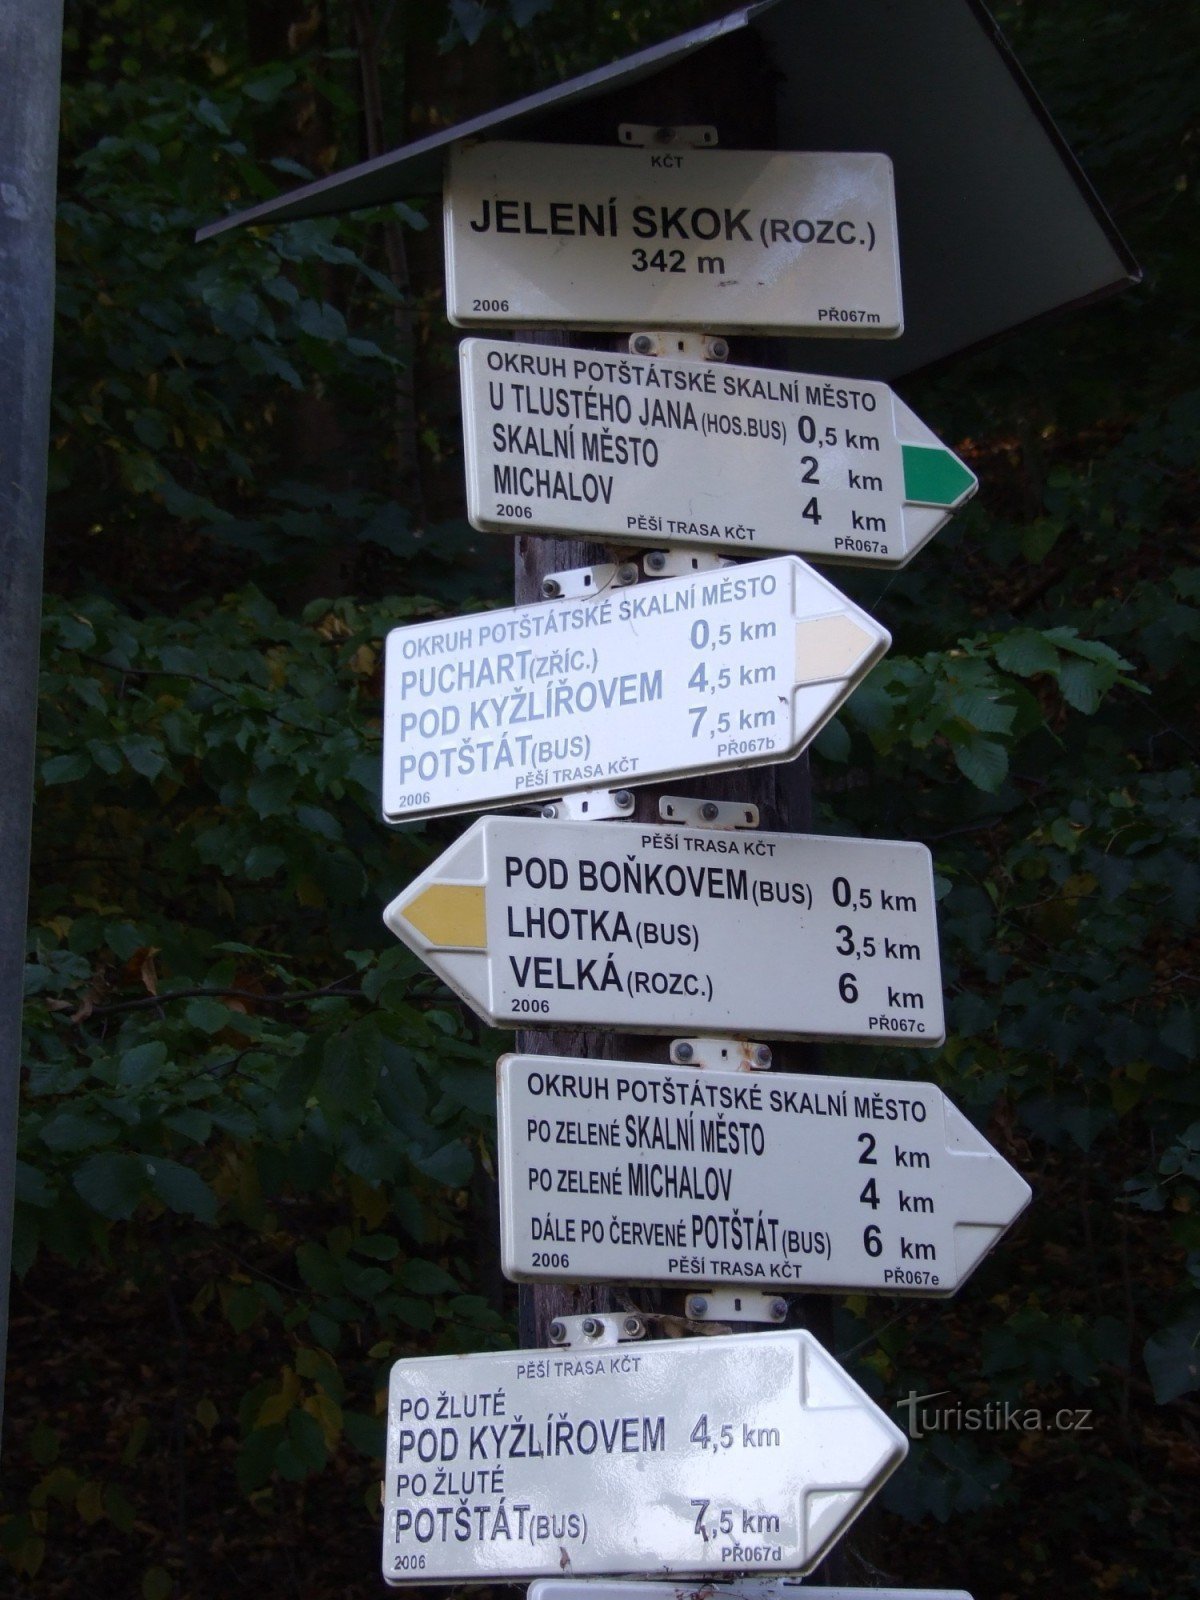 KČT
JELENÍ SKOK (ROZC.)
342 m
2006 PŘ067m
OKRUH POTŠTÁTSKÉ SKALNÍ MĚSTO
U TLUSTÉHO JANA (HOS.BUS) 0,5 km
SKALNÍ MĚSTO 2 km
MICHALOV 4 km
2006 PĚŠÍ TRASA KČT PŘ067a
OKRUH POTŠTÁTSKÉ SKALNÍ MĚSTO
PUCHART (ZŘÍC.) 0,5 km
POD KYŽLÍŘOVEM 4,5 km
POTŠTÁT (BUS) 7,5 km
2006 PĚŠÍ TRASA KČT PŘ067b
PĚŠÍ TRASA KČT
POD BOŇKOVEM (BUS) 0,5 km
LHOTKA (BUS) 3,5 km
VELKÁ (ROZC.) 6 km
2006 PŘ067c
OKRUH POTŠTÁTSKÉ SKALNÍ MĚSTO
PO ZELENÉ SKALNÍ MĚSTO 2 km
PO ZELENÉ MICHALOV 4 km
DÁLE PO ČERVENÉ POTŠTÁT (BUS) 6 km
2006 PĚŠÍ TRASA KČT PŘ067e
PĚŠÍ TRASA KČT
PO ŽLUTÉ
POD KYŽLÍŘOVEM 4,5 km
PO ŽLUTÉ
POTŠTÁT (BUS) 7,5 km
2006 PŘ067d
Turistika.cz